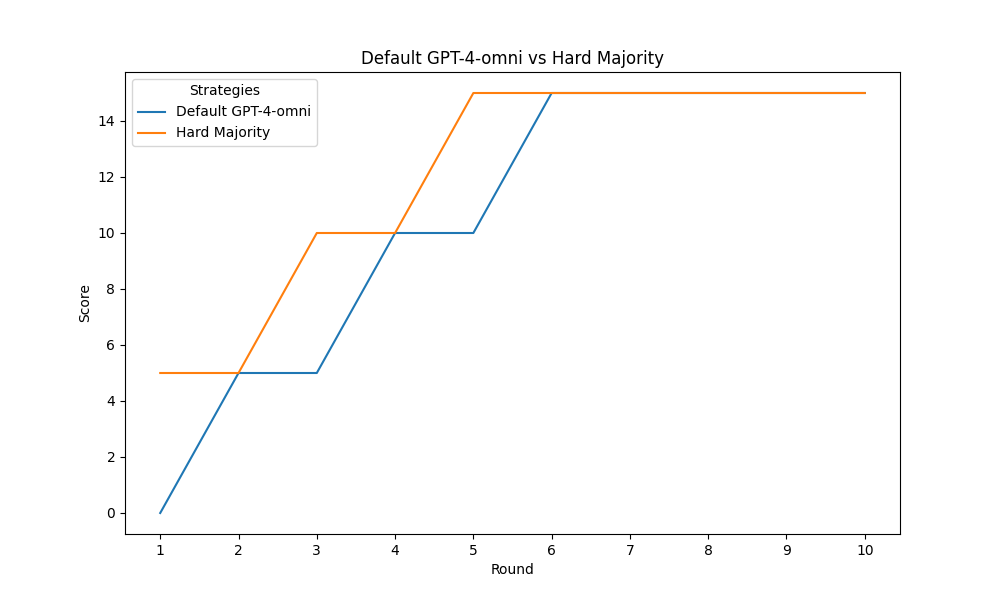 Default GPT-4-omni vs Hard Majority
Strategies
Default GPT-4-omni
Hard Majority
Score
14
12
10
8
6
4
2
0
1 2 3 4 5 6 7 8 9 10
Round